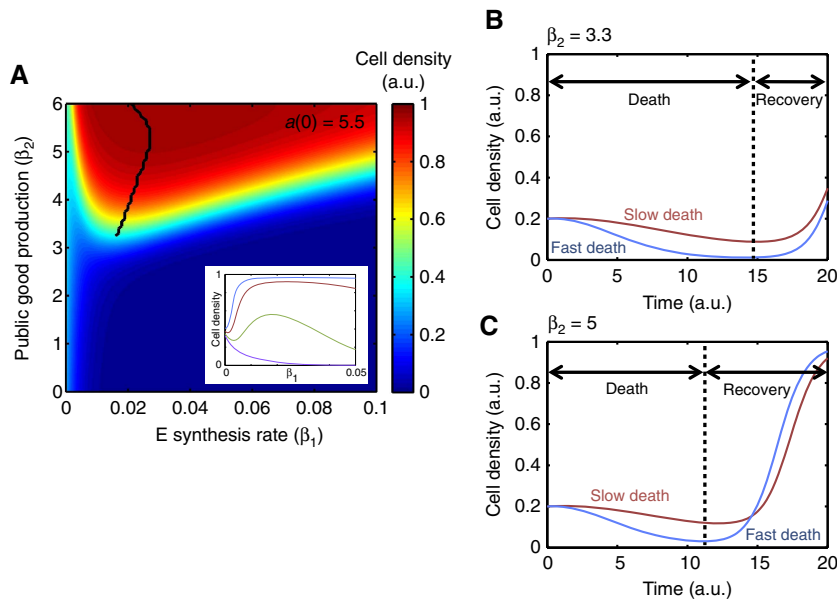 A
Cell density
(a.u.)
a(0) = 5.5
Public good production (β2)
6
5
4
3
2
1
0
0
0.02
0.04
0.06
0.08
0.1
E synthesis rate (β1)
1
0.8
0.6
0.4
0.2
0
Cell density
1
0
0
β1
0.05
B
β2 = 3.3
Cell density (a.u.)
1
0.8
0.6
0.4
0.2
0
Death
Recovery
Slow death
Fast death
0
5
10
15
20
Time (a.u.)
C
β2 = 5
Cell density (a.u.)
1
0.8
0.6
0.4
0.2
0
Death
Recovery
Slow death
Fast death
0
5
10
15
20
Time (a.u.)